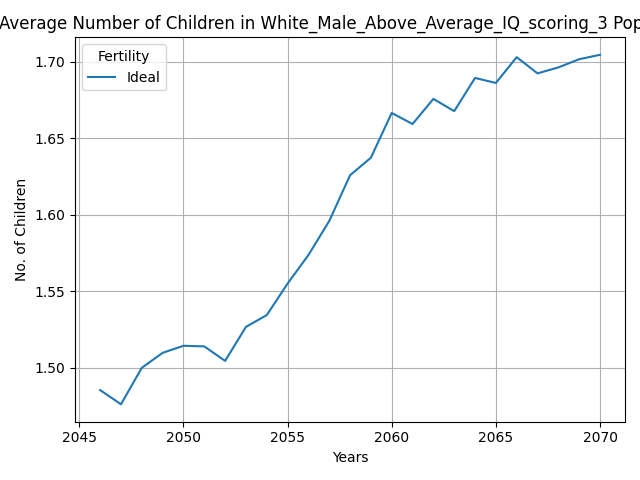 Average Number of Children in White_Male_Above_Average_IQ_scoring_3 Pop
Fertility
Ideal
1.70
1.65
1.60
1.55
1.50
No. of Children
2045 2050 2055 2060 2065 2070
Years